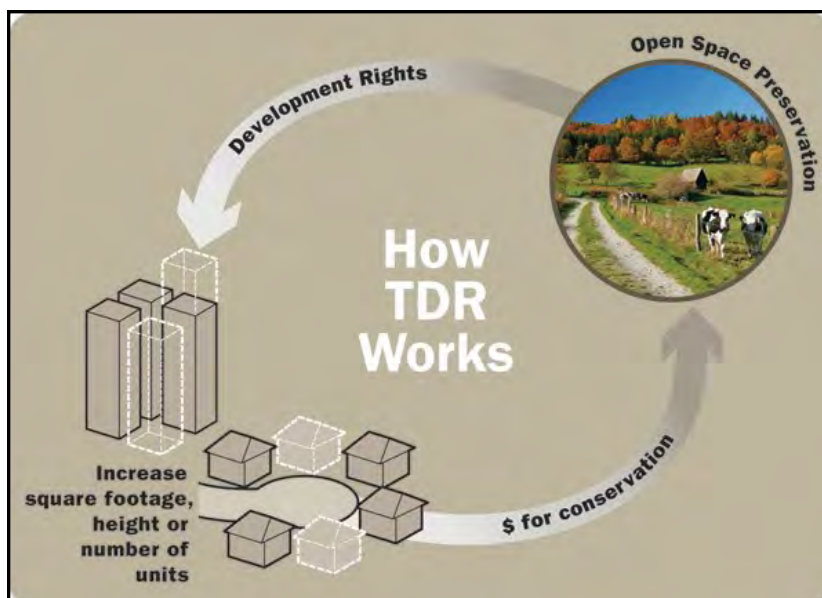 Open Space Preservation
Development Rights
How
TDR
Works
Increase
square footage,
height or
number of
units
$ for conservation